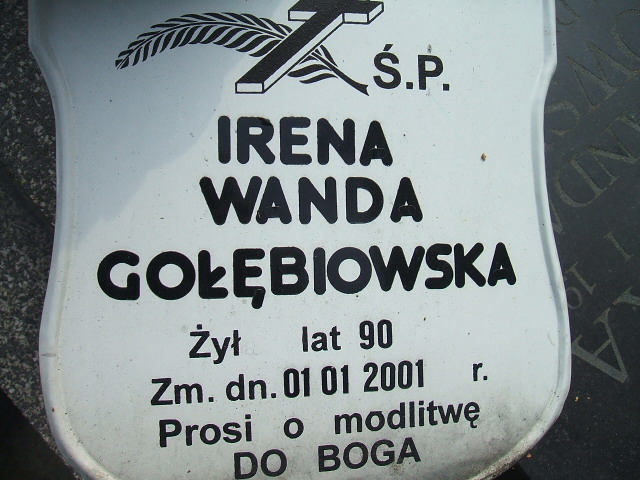 Ś.P.
IRENA
WANDA
GOŁĘBIOWSKA
Żył lat 90
Zm. dn. 01 01 2001 r.
Prosi o modlitwę
DO BOGA